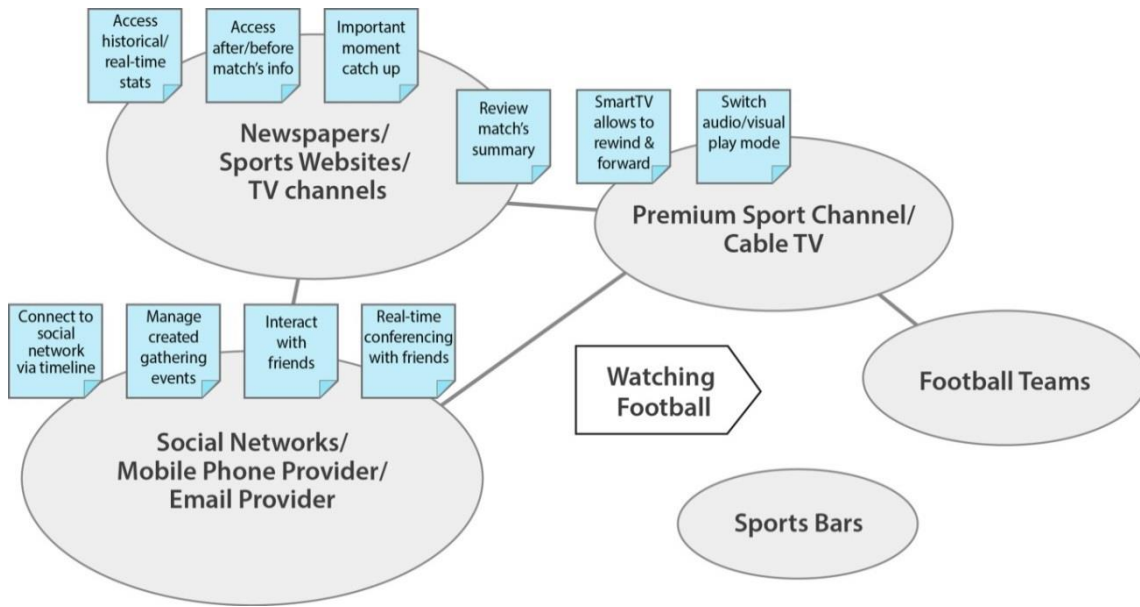 Access
historical/
real-time
stats
Access
after/before
match's info
Important
moment
catch up
Newspapers/
Sports Websites/
TV channels
Review
match's
summary
SmartTV
allows to
rewind &
forward
Switch
audio/visual
play mode
Premium Sport Channel/
Cable TV
Connect to
social
network
via timeline
Manage
created
gathering
events
Interact
with
friends
Real-time
conferencing
with friends
Social Networks/
Mobile Phone Provider/
Email Provider
Watching
Football
Football Teams
Sports Bars